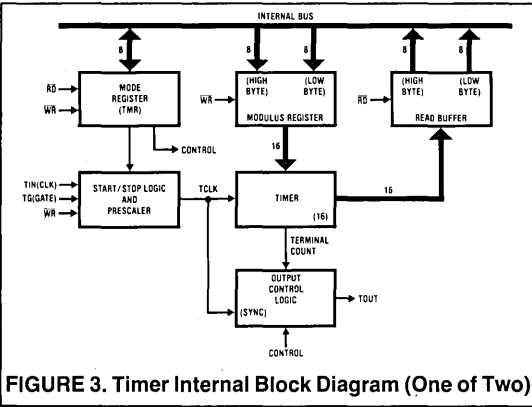 INTERNAL BUS
8
8
8
8
8
RD
WR
MODE
REGISTER
(TMR)
CONTROL
WR
(HIGH
BYTE)
(LOW
BYTE)
MODULUS REGISTER
RD
(HIGH
BYTE)
(LOW
BYTE)
READ BUFFER
16
TIN(CLK)
TG(GATE)
WR
START/STOP LOGIC
AND
PRESCALER
TCLK
TIMER
(16)
16
TERMINAL
COUNT
OUTPUT
CONTROL
LOGIC
(SYNC)
TOUT
CONTROL
FIGURE 3. Timer Internal Block Diagram (One of Two)